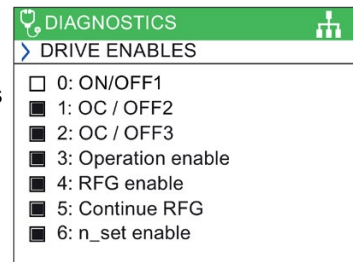 DIAGNOSTICS
DRIVE ENABLES
0: ON/OFF1
1: OC / OFF2
2: OC / OFF3
3: Operation enable
4: RFG enable
5: Continue RFG
6: n_set enable